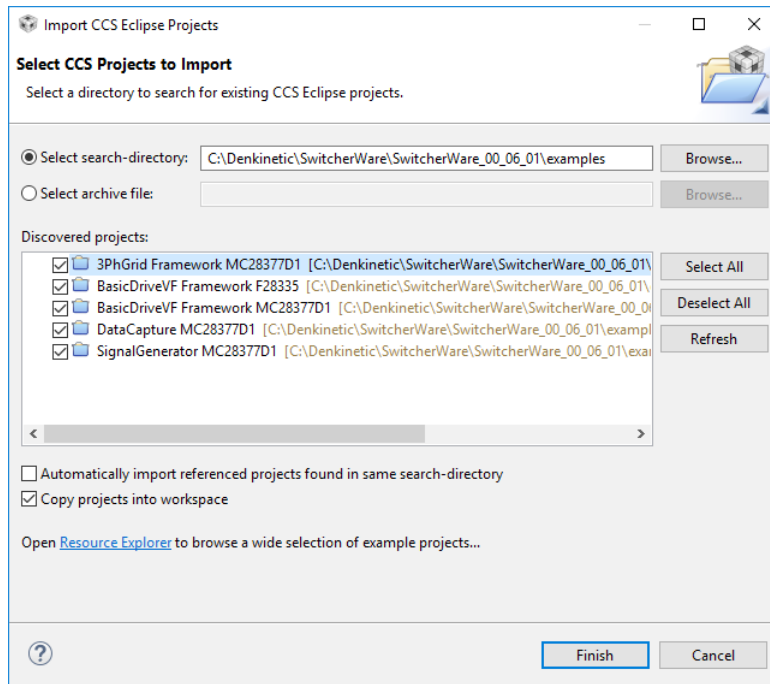 Import CCS Eclipse Projects
Select CCS Projects to Import
Select a directory to search for existing CCS Eclipse projects.
Select search-directory: C:\Denkinetic\SwitcherWare\SwitcherWare_00_06_01\examples Browse...
Select archive file: Browse...
Discovered projects:
3PhGrid Framework MC28377D1 [C:\Denkinetic\SwitcherWare\SwitcherWare_00_06_01\ Select All
BasicDriveVF Framework F28335 [C:\Denkinetic\SwitcherWare\SwitcherWare_00_06_01\
BasicDriveVF Framework MC28377D1 [C:\Denkinetic\SwitcherWare\SwitcherWare_00_0 Deselect All
DataCapture MC28377D1 [C:\Denkinetic\SwitcherWare\SwitcherWare_00_06_01\exampl Refresh
SignalGenerator MC28377D1 [C:\Denkinetic\SwitcherWare\SwitcherWare_00_06_01\exa
Automatically import referenced projects found in same search-directory
Copy projects into workspace
Open Resource Explorer to browse a wide selection of example projects...
? Finish Cancel